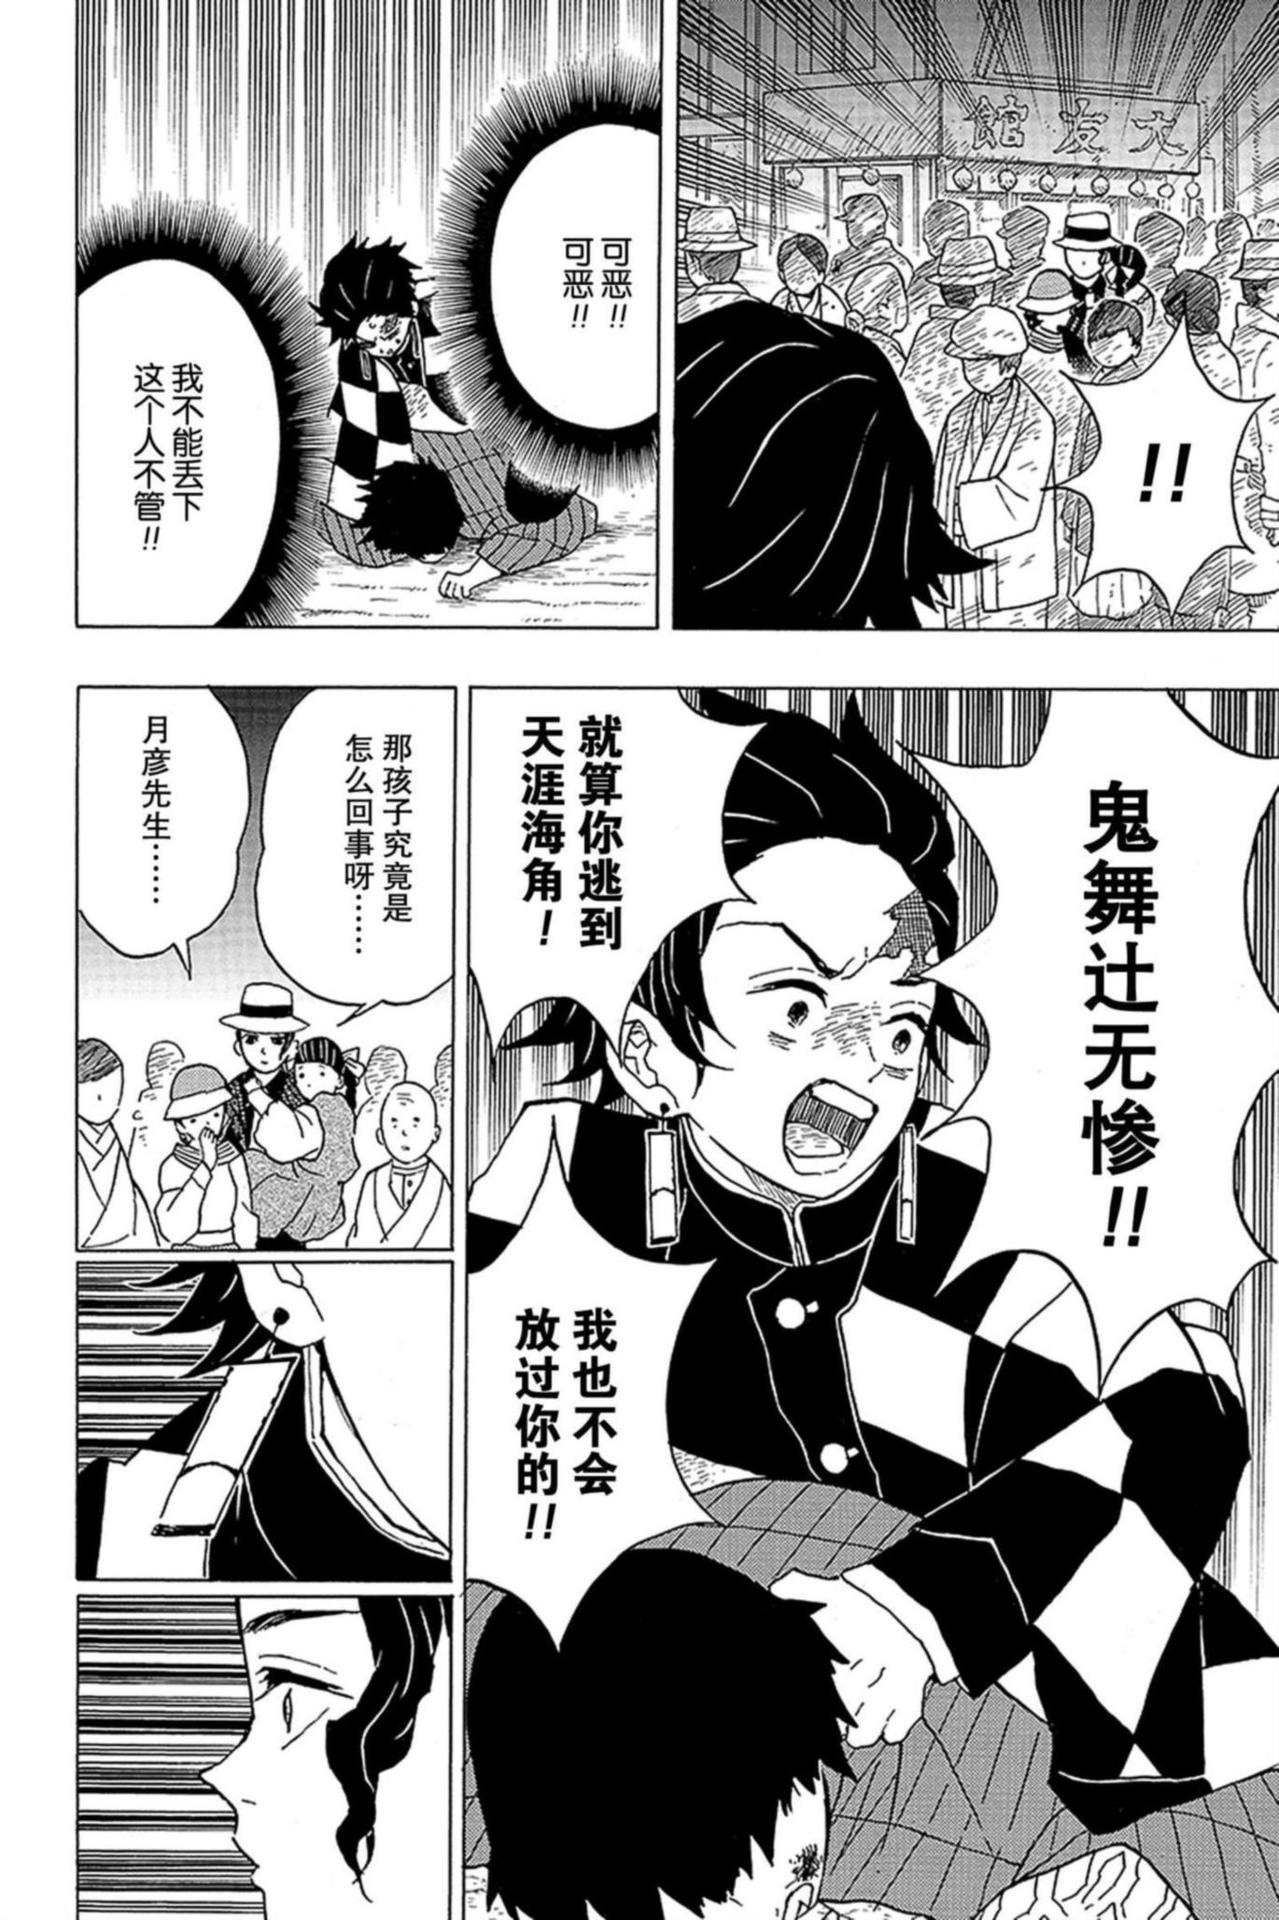 大友館
!!
可恶!!
可恶!!
我不能丢下
这个人不管!!
鬼舞辻无惨!!
就算你逃到
天涯海角!
我也不会
放过你的!!
那孩子究竟是
怎么回事呀……
月彦先生……